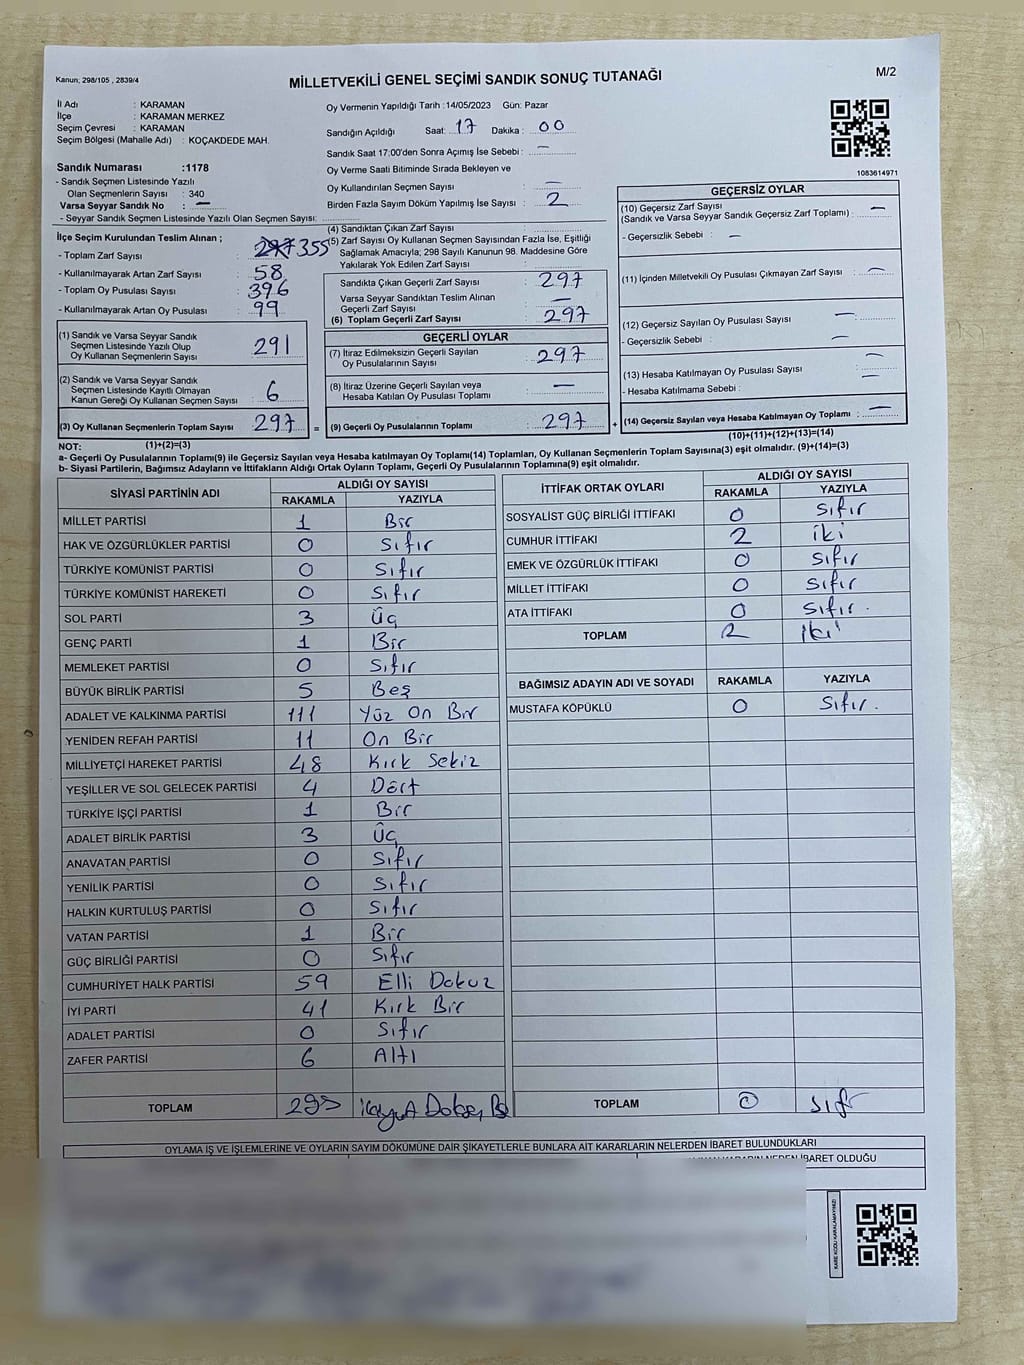 Kanun; 298/105 , 2839/4
MİLLETVEKİLİ GENEL SEÇİMİ SANDIK SONUÇ TUTANAĞI
M/2
İl Adı : KARAMAN
İlçe : KARAMAN MERKEZ
Seçim Çevresi : KARAMAN
Seçim Bölgesi (Mahalle Adı) : KOÇAKDEDE MAH.
Sandık Numarası :1178
- Sandık Seçmen Listesinde Yazılı
Olan Seçmenlerin Sayısı : 340
Varsa Seyyar Sandık No : -
- Seyyar Sandık Seçmen Listesinde Yazılı Olan Seçmen Sayısı:
Oy Vermenin Yapıldığı Tarih :14/05/2023 Gün: Pazar
Sandığın Açıldığı Saat: 17 Dakika : 00
Sandık Saat 17:00'den Sonra Açımış İse Sebebi : -
Oy Verme Saati Bitiminde Sırada Bekleyen ve
Oy Kullandırılan Seçmen Sayısı : -
Birden Fazla Sayım Döküm Yapılmış İse Sayısı : 2
1083614971
İlçe Seçim Kurulundan Teslim Alınan ;
- Toplam Zarf Sayısı : 297 355
- Kullanılmayarak Artan Zarf Sayısı : 58
- Toplam Oy Pusulası Sayısı : 396
- Kullanılmayarak Artan Oy Pusulası : 99
(1) Sandık ve Varsa Seyyar Sandık
Seçmen Listesinde Yazılı Olup
Oy Kullanan Seçmenlerin Sayısı : 291
(2) Sandık ve Varsa Seyyar Sandık
Seçmen Listesinde Kayıtlı Olmayan
Kanun Gereği Oy Kullanan Seçmen Sayısı : 6
(3) Oy Kullanan Seçmenlerin Toplam Sayısı : 297
(4) Sandıktan Çıkan Zarf Sayısı :
(5) Zarf Sayısı Oy Kullanan Seçmen Sayısından Fazla İse, Eşitliği
Sağlamak Amacıyla; 298 Sayılı Kanunun 98. Maddesine Göre
Yakılarak Yok Edilen Zarf Sayısı :
Sandıkta Çıkan Geçerli Zarf Sayısı : 297
Varsa Seyyar Sandıktan Teslim Alınan
Geçerli Zarf Sayısı : -
(6) Toplam Geçerli Zarf Sayısı : 297
GEÇERLİ OYLAR
(7) İtiraz Edilmeksizin Geçerli Sayılan
Oy Pusulalarının Sayısı : 297
(8) İtiraz Üzerine Geçerli Sayılan veya
Hesaba Katılan Oy Pusulası Toplamı : -
= (9) Geçerli Oy Pusulalarının Toplamı : 297 +
GEÇERSİZ OYLAR
(10) Geçersiz Zarf Sayısı
(Sandık ve Varsa Seyyar Sandık Geçersiz Zarf Toplamı) : -
- Geçersizlik Sebebi : -
(11) İçinden Milletvekili Oy Pusulası Çıkmayan Zarf Sayısı : -
(12) Geçersiz Sayılan Oy Pusulası Sayısı : -
- Geçersizlik Sebebi : -
(13) Hesaba Katılmayan Oy Pusulası Sayısı : -
- Hesaba Katılmama Sebebi : -
(14) Geçersiz Sayılan veya Hesaba Katılmayan Oy Toplamı : -
(10)+(11)+(12)+(13)=(14)
NOT: (1)+(2)=(3)
a- Geçerli Oy Pusulalarının Toplamı(9) ile Geçersiz Sayılan veya Hesaba katılmayan Oy Toplamı(14) Toplamları, Oy Kullanan Seçmenlerin Toplam Sayısına(3) eşit olmalıdır. (9)+(14)=(3)
b- Siyasi Partilerin, Bağımsız Adayların ve İttifakların Aldığı Ortak Oyların Toplamı, Geçerli Oy Pusulalarının Toplamına(9) eşit olmalıdır.
SİYASİ PARTİNİN ADI ALDIĞI OY SAYISI
RAKAMLA YAZIYLA
MİLLET PARTİSİ 1 Bir
HAK VE ÖZGÜRLÜKLER PARTİSİ 0 Sıfır
TÜRKİYE KOMÜNİST PARTİSİ 0 Sıfır
TÜRKİYE KOMÜNİST HAREKETİ 0 Sıfır
SOL PARTİ 3 Üç
GENÇ PARTİ 1 Bir
MEMLEKET PARTİSİ 0 Sıfır
BÜYÜK BİRLİK PARTİSİ 5 Beş
ADALET VE KALKINMA PARTİSİ 111 Yüz On Bir
YENİDEN REFAH PARTİSİ 11 On Bir
MİLLİYETÇİ HAREKET PARTİSİ 48 Kırk Sekiz
YEŞİLLER VE SOL GELECEK PARTİSİ 4 Dört
TÜRKİYE İŞÇİ PARTİSİ 1 Bir
ADALET BİRLİK PARTİSİ 3 Üç
ANAVATAN PARTİSİ 0 Sıfır
YENİLİK PARTİSİ 0 Sıfır
HALKIN KURTULUŞ PARTİSİ 0 Sıfır
VATAN PARTİSİ 1 Bir
GÜÇ BİRLİĞİ PARTİSİ 0 Sıfır
CUMHURİYET HALK PARTİSİ 59 Elli Dokuz
İYİ PARTİ 41 Kırk Bir
ADALET PARTİSİ 0 Sıfır
ZAFER PARTİSİ 6 Altı
TOPLAM 295
İTTİFAK ORTAK OYLARI ALDIĞI OY SAYISI
RAKAMLA YAZIYLA
SOSYALİST GÜÇ BİRLİĞİ İTTİFAKI 0 Sıfır
CUMHUR İTTİFAKI 2 İki
EMEK VE ÖZGÜRLÜK İTTİFAKI 0 Sıfır
MİLLET İTTİFAKI 0 Sıfır
ATA İTTİFAKI 0 Sıfır.
TOPLAM 2 İki
BAĞIMSIZ ADAYIN ADI VE SOYADI RAKAMLA YAZIYLA
MUSTAFA KÖPÜKLÜ 0 Sıfır.
TOPLAM 0 Sıfır
OYLAMA İŞ VE İŞLEMLERİNE VE OYLARIN SAYIM DÖKÜMÜNE DAİR ŞİKAYETLERLE BUNLARA AİT KARARLARIN NELERDEN İBARET BULUNDUKLARI
KARARIN NEDEN İBARET OLDUĞU
KARE KODU KARALAMAYINIZ!